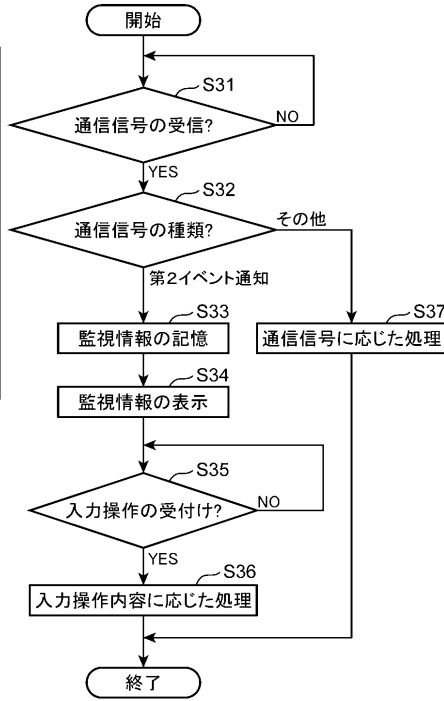 開始
S31
通信信号の受信?
NO
YES
S32
通信信号の種類?
その他
第2イベント通知
S33
監視情報の記憶
S37
通信信号に応じた処理
S34
監視情報の表示
S35
入力操作の受付け?
NO
YES
S36
入力操作内容に応じた処理
終了